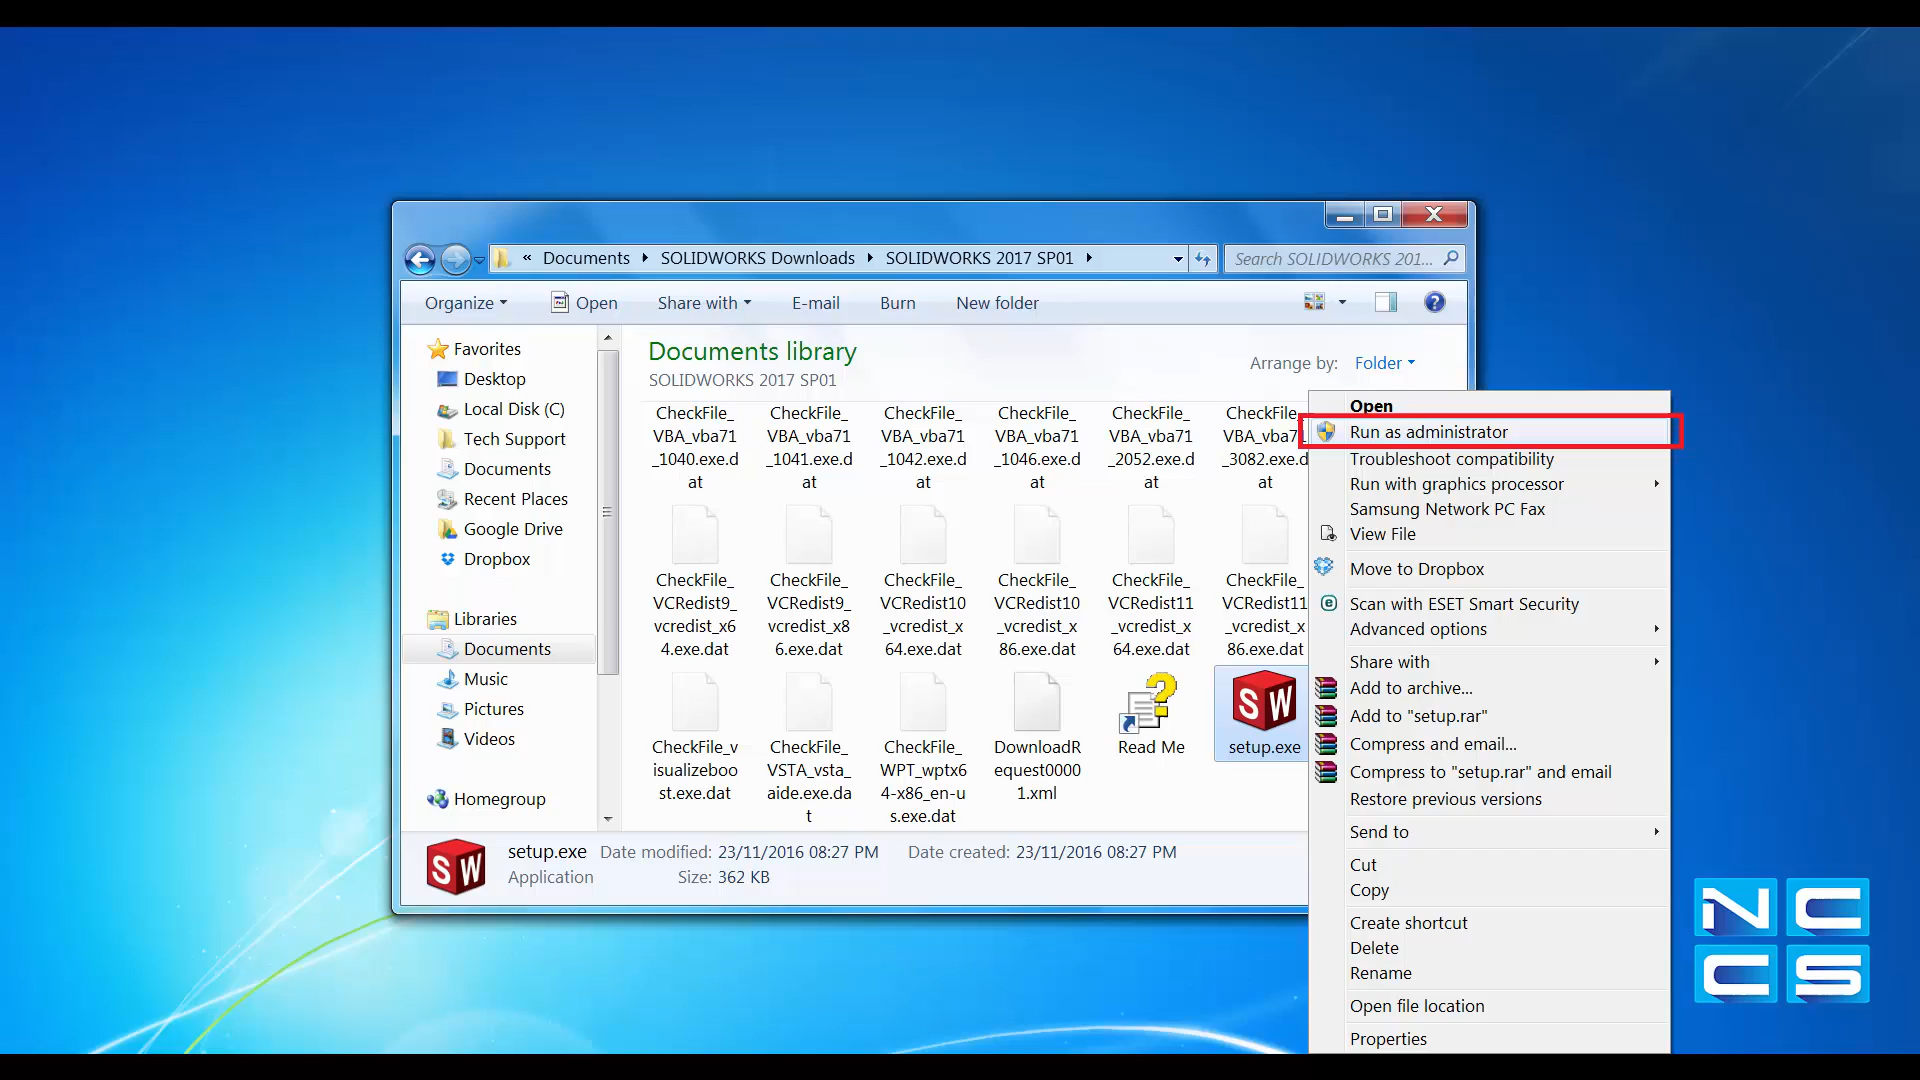 « Documents SOLIDWORKS Downloads SOLIDWORKS 2017 SP01
Search SOLIDWORKS 201...
Organize Open Share with E-mail Burn New folder
Favorites
Desktop
Local Disk (C)
Tech Support
Documents
Recent Places
Google Drive
Dropbox
Libraries
Documents
Music
Pictures
Videos
Homegroup
Documents library
SOLIDWORKS 2017 SP01
Arrange by: Folder
CheckFile_
VBA_vba71
_1040.exe.d
at
CheckFile_
VBA_vba71
_1041.exe.d
at
CheckFile_
VBA_vba71
_1042.exe.d
at
CheckFile_
VBA_vba71
_1046.exe.d
at
CheckFile_
VBA_vba71
_2052.exe.d
at
CheckFile_
VBA_vba71
_3082.exe.d
at
CheckFile_
VCRedist9_
vcredist_x6
4.exe.dat
CheckFile_
VCRedist9_
vcredist_x8
6.exe.dat
CheckFile_
VCRedist10
_vcredist_x
64.exe.dat
CheckFile_
VCRedist10
_vcredist_x
86.exe.dat
CheckFile_
VCRedist11
_vcredist_x
64.exe.dat
CheckFile_
VCRedist11
_vcredist_x
86.exe.dat
CheckFile_v
isualizeboo
st.exe.dat
CheckFile_
VSTA_vsta_
aide.exe.da
t
CheckFile_
WPT_wptx6
4-x86_en-u
s.exe.dat
DownloadR
equest0000
1.xml
Read Me
SW
setup.exe
SW
setup.exe Date modified: 23/11/2016 08:27 PM Date created: 23/11/2016 08:27 PM
Application Size: 362 KB
Open
Run as administrator
Troubleshoot compatibility
Run with graphics processor
Samsung Network PC Fax
View File
Move to Dropbox
Scan with ESET Smart Security
Advanced options
Share with
Add to archive...
Add to "setup.rar"
Compress and email...
Compress to "setup.rar" and email
Restore previous versions
Send to
Cut
Copy
Create shortcut
Delete
Rename
Open file location
Properties
NC
CS